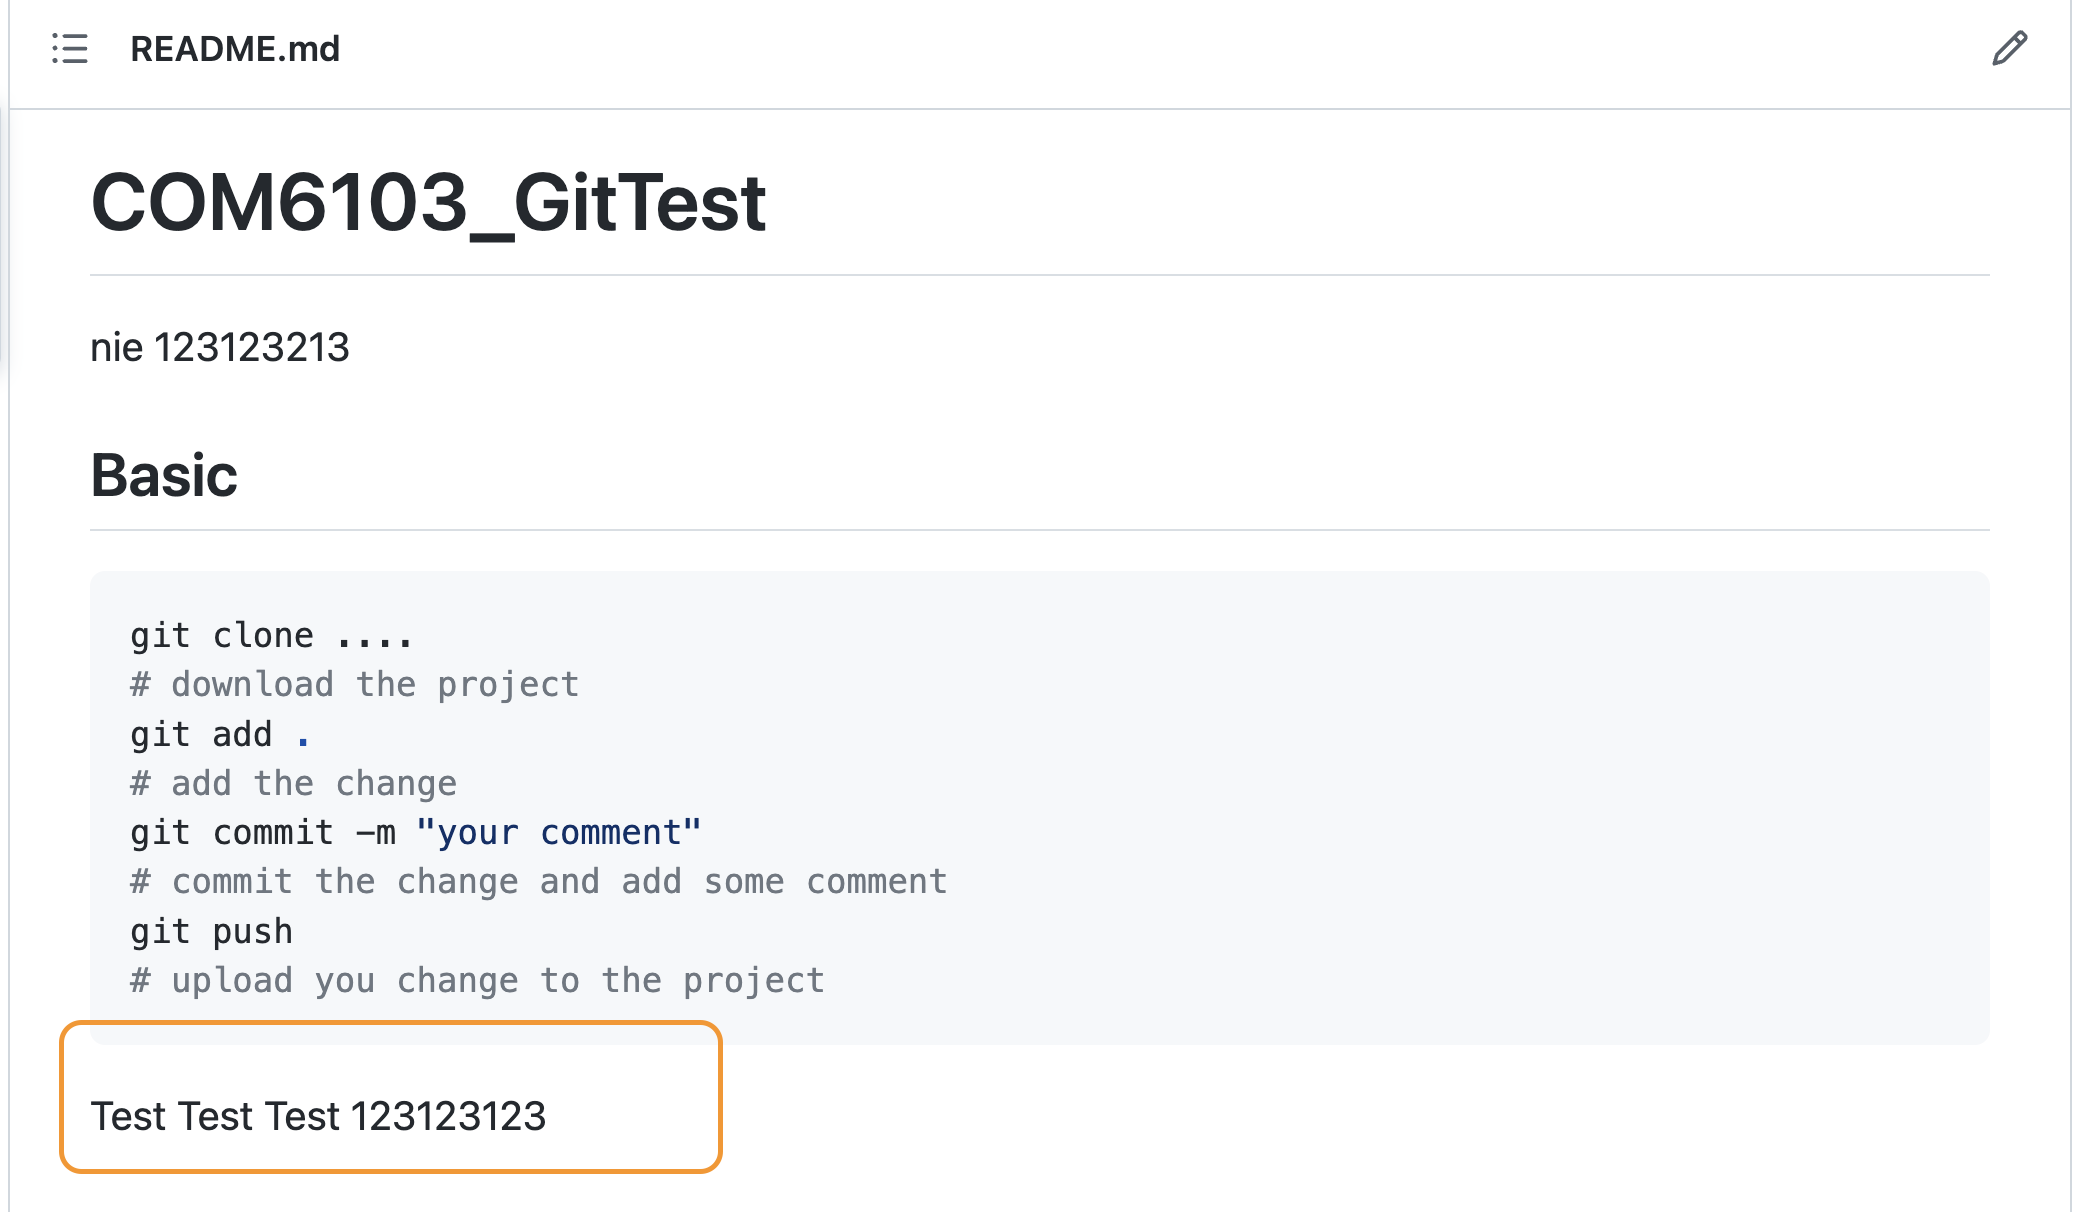 README.md
COM6103_GitTest
nie 123123213
Basic
git clone ....
# download the project
git add .
# add the change
git commit -m "your comment"
# commit the change and add some comment
git push
# upload you change to the project
Test Test Test 123123123